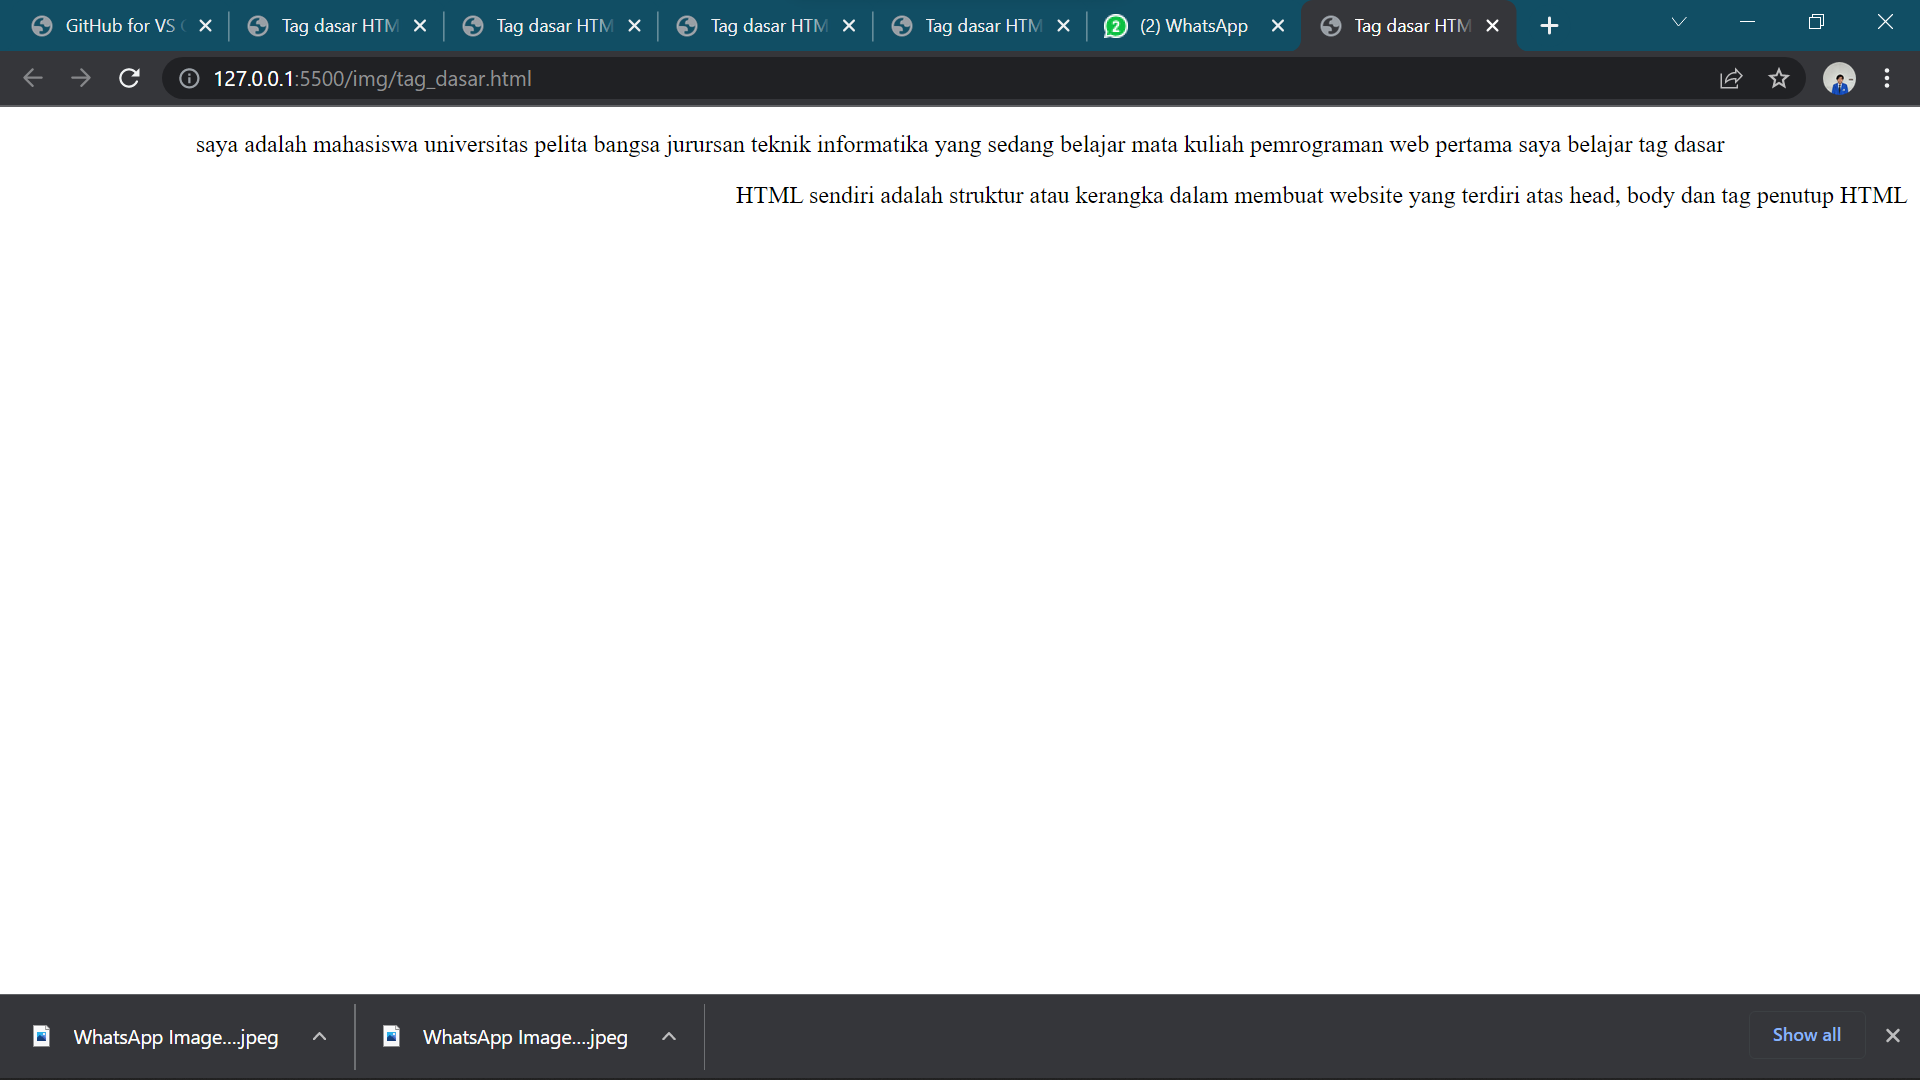 GitHub for VS Tag dasar HTM Tag dasar HTM Tag dasar HTM Tag dasar HTM (2) WhatsApp Tag dasar HTM
127.0.0.1:5500/img/tag_dasar.html
saya adalah mahasiswa universitas pelita bangsa jurursan teknik informatika yang sedang belajar mata kuliah pemrograman web pertama saya belajar tag dasar
HTML sendiri adalah struktur atau kerangka dalam membuat website yang terdiri atas head, body dan tag penutup HTML
WhatsApp Image....jpeg WhatsApp Image....jpeg Show all